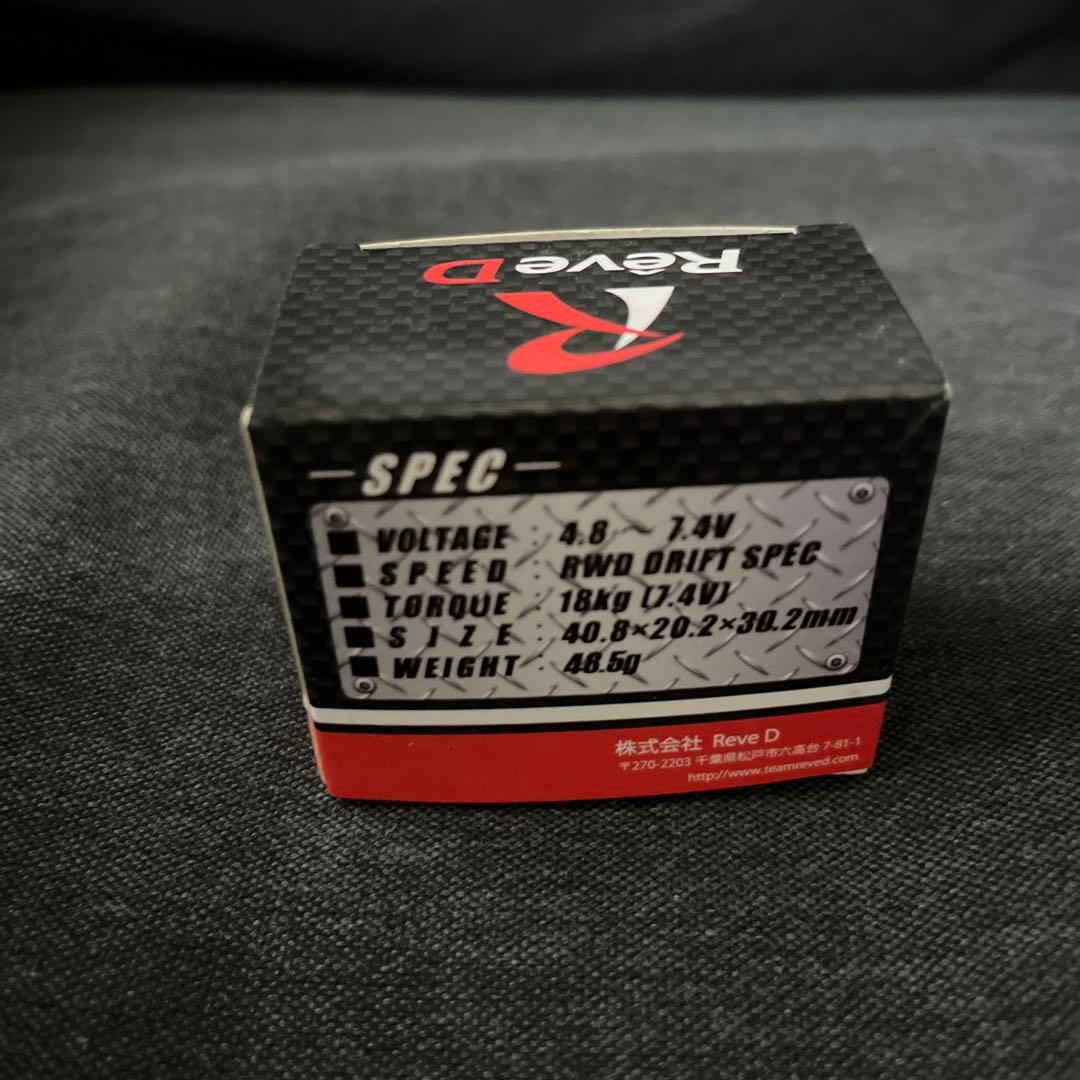 Rêve D
SPEC
■ VOLTAGE : 4.8 〜 7.4V
■ SPEED : RWD DRIFT SPEC
■ TORQUE : 18kg (7.4V)
■ SIZE : 40.8×20.2×30.2mm
■ WEIGHT : 46.5g
株式会社 Reve D
〒270-2203 千葉県松戸市六高台 7-81-1
http://www.teamreved.com